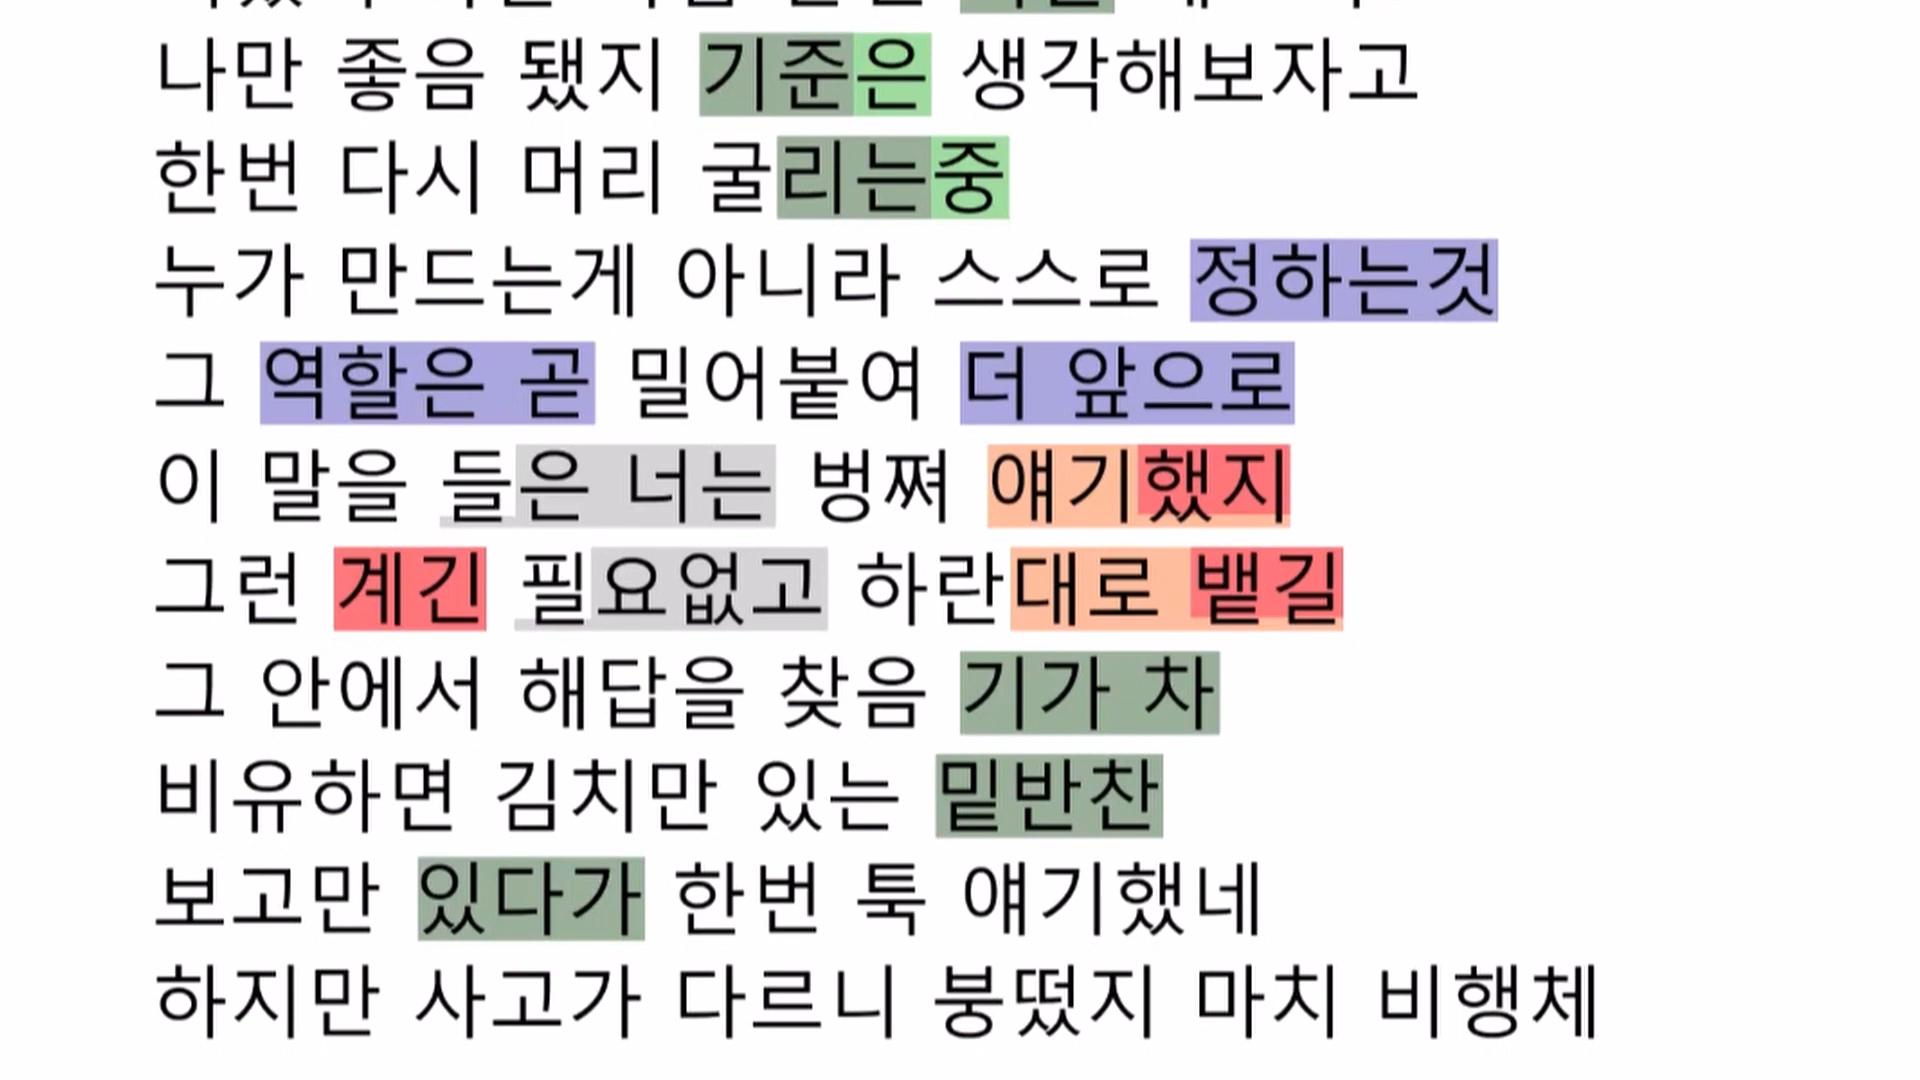 나만 좋음 됐지 기준은 생각해보자고
한번 다시 머리 굴리는중
누가 만드는게 아니라 스스로 정하는것
그 역할은 곧 밀어붙여 더 앞으로
이 말을 들은 너는 벙쪄 얘기했지
그런 계긴 필요없고 하란대로 뱉길
그 안에서 해답을 찾음 기가 차
비유하면 김치만 있는 밑반찬
보고만 있다가 한번 툭 얘기했네
하지만 사고가 다르니 붕떴지 마치 비행체